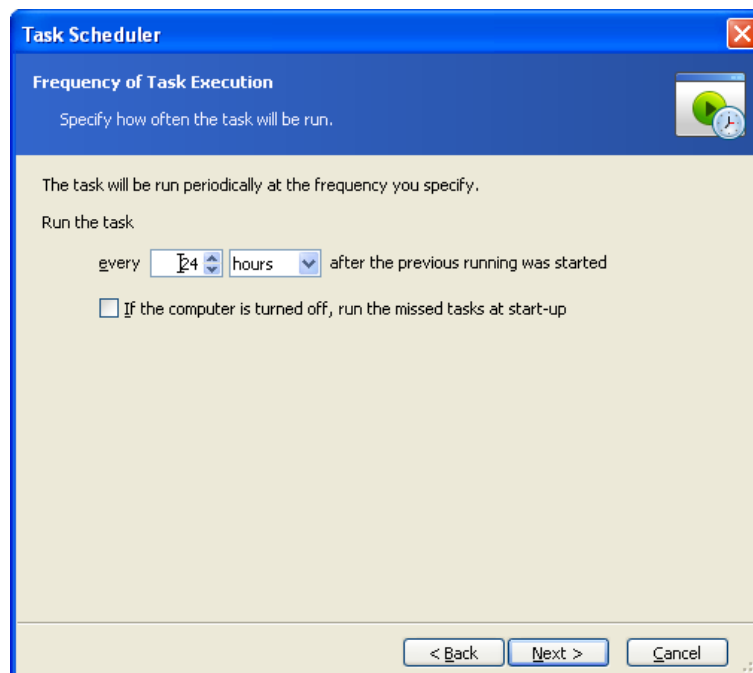 Task Scheduler
Frequency of Task Execution
Specify how often the task will be run.
The task will be run periodically at the frequency you specify.
Run the task
every 24 hours after the previous running was started
If the computer is turned off, run the missed tasks at start-up
< Back Next > Cancel